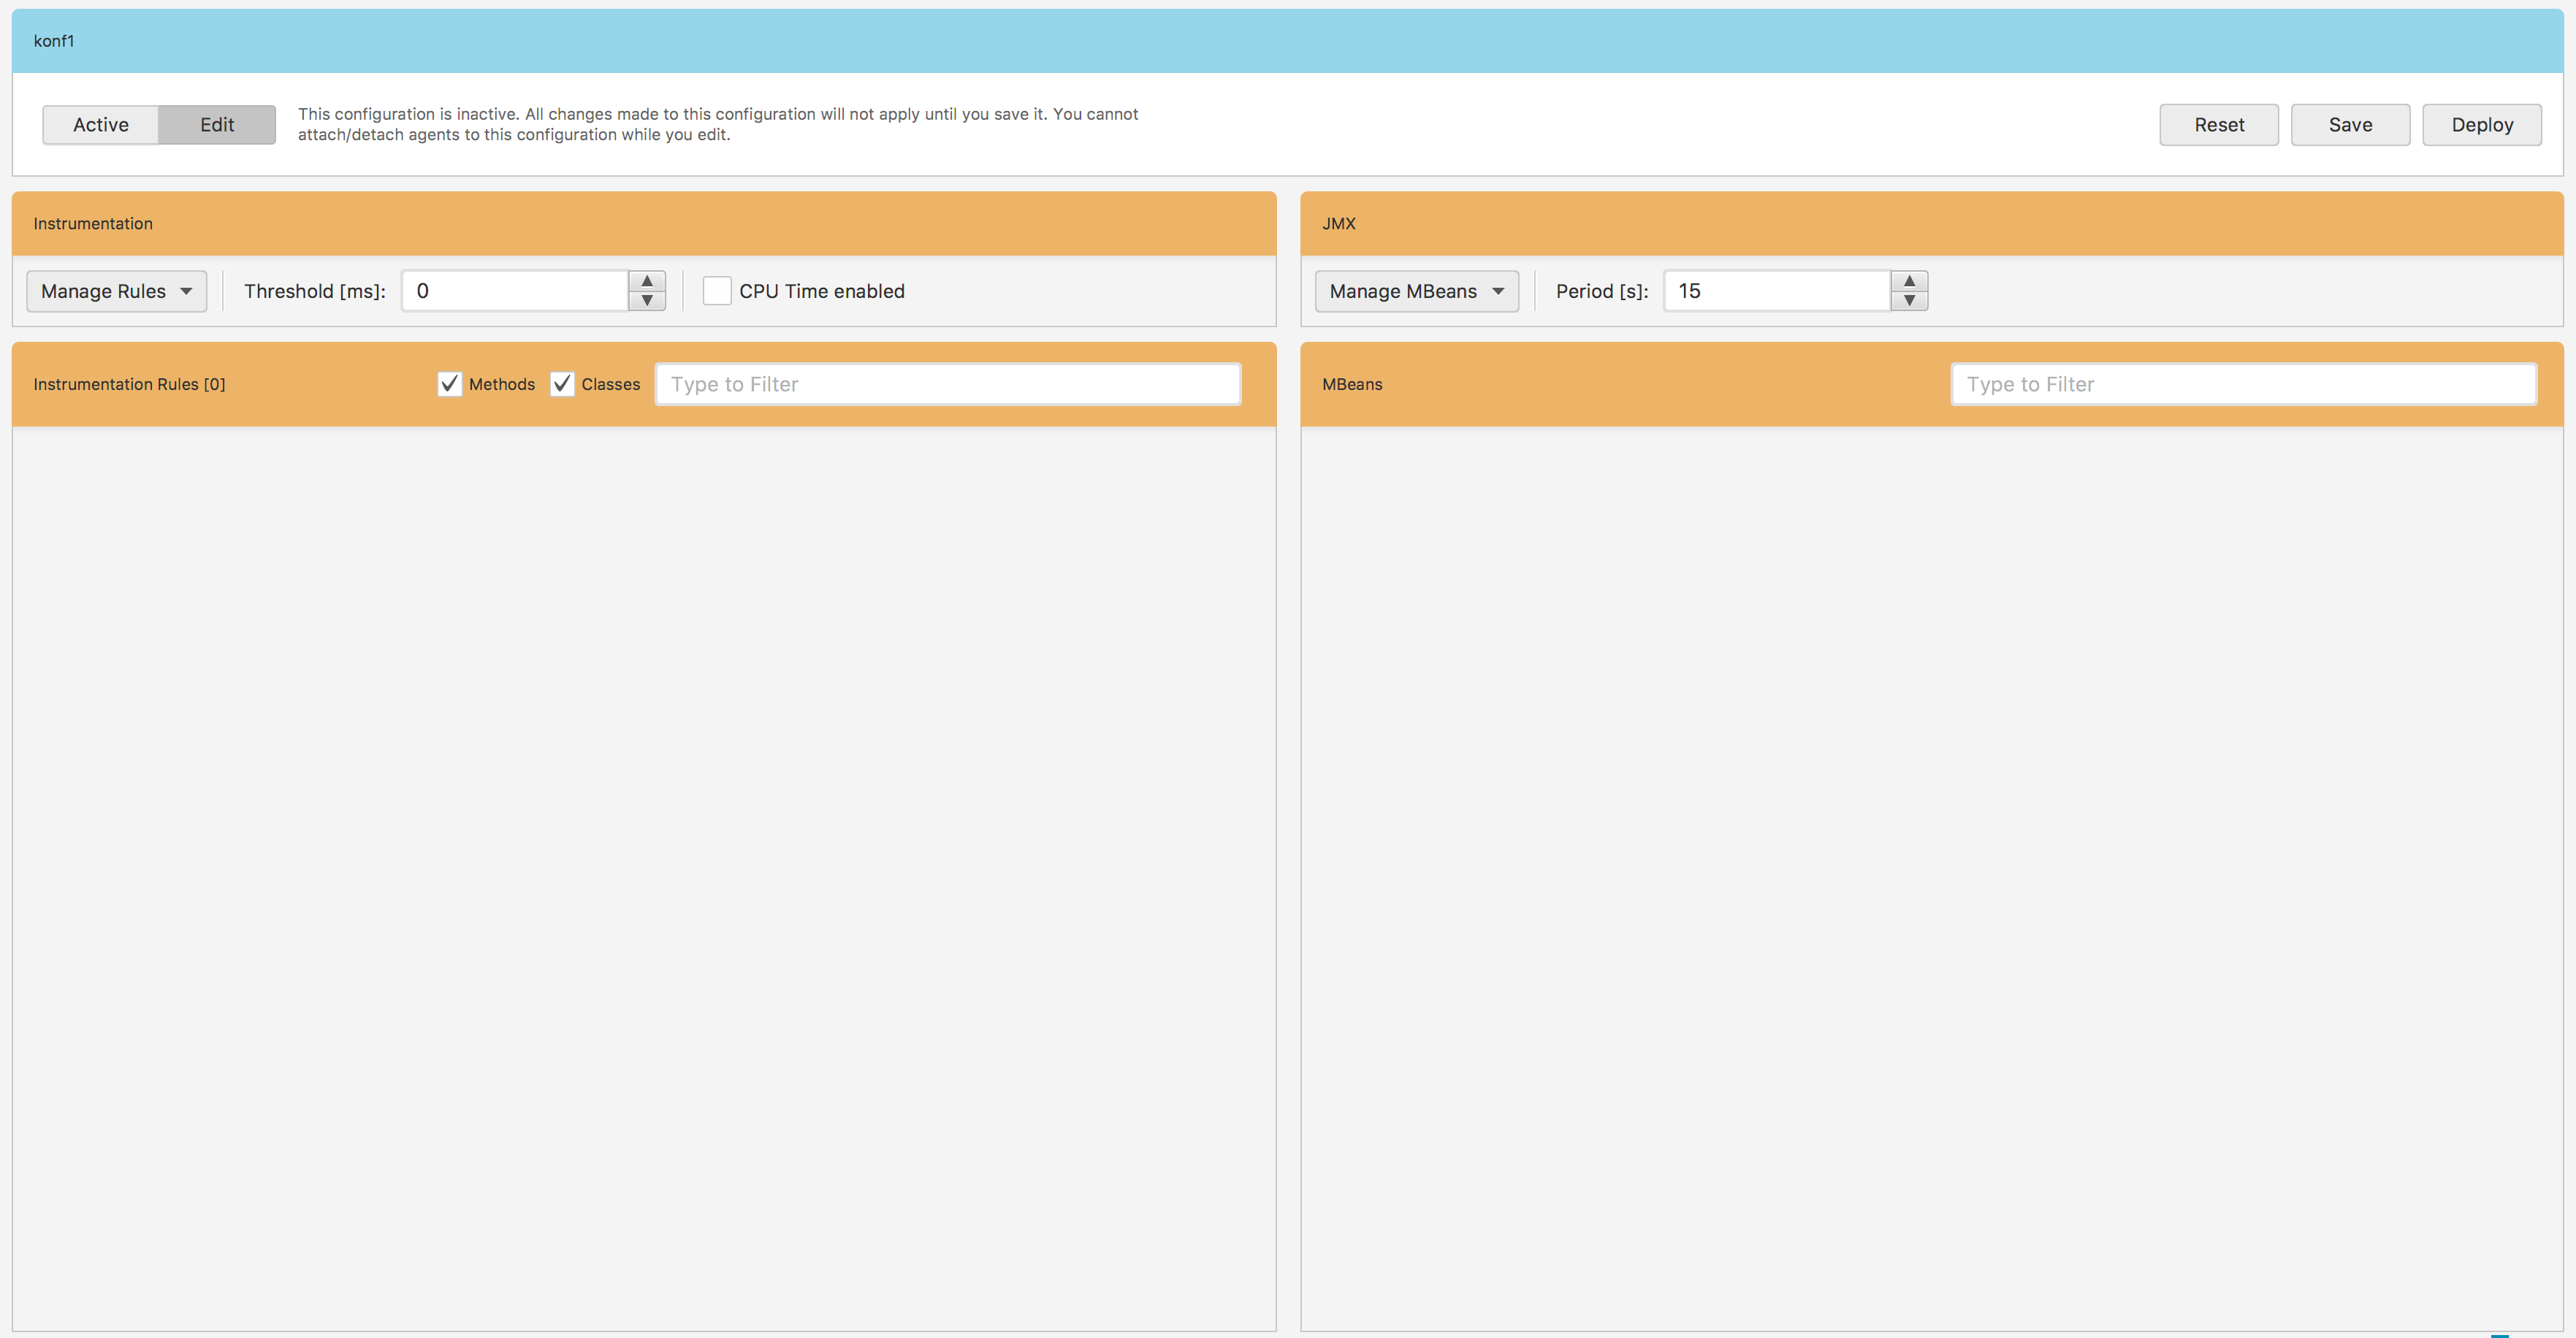 konf1
Active Edit
This configuration is inactive. All changes made to this configuration will not apply until you save it. You cannot
attach/detach agents to this configuration while you edit.
Reset Save Deploy
Instrumentation
Manage Rules Threshold [ms]: 0 CPU Time enabled
JMX
Manage MBeans Period [s]: 15
Instrumentation Rules [0] Methods Classes Type to Filter
MBeans Type to Filter